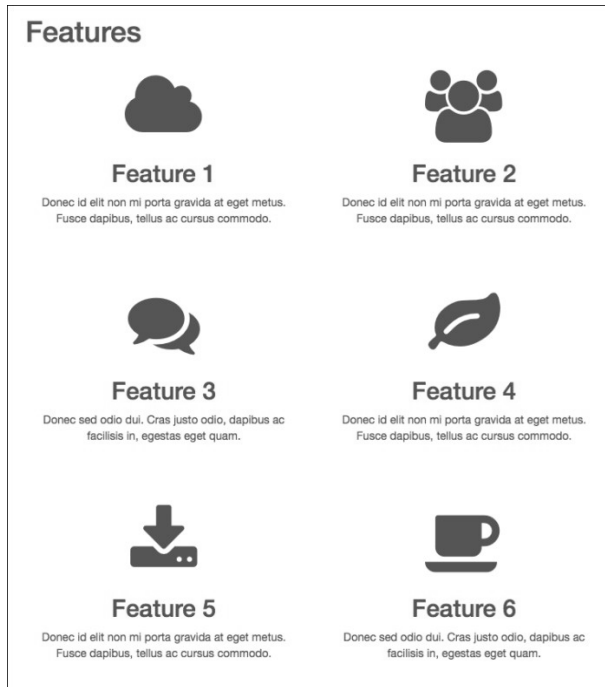 Features
Feature 1
Donec id elit non mi porta gravida at eget metus.
Fusce dapibus, tellus ac cursus commodo.
Feature 2
Donec id elit non mi porta gravida at eget metus.
Fusce dapibus, tellus ac cursus commodo.
Feature 3
Donec sed odio dui. Cras justo odio, dapibus ac
facilisis in, egestas eget quam.
Feature 4
Donec id elit non mi porta gravida at eget metus.
Fusce dapibus, tellus ac cursus commodo.
Feature 5
Donec id elit non mi porta gravida at eget metus.
Fusce dapibus, tellus ac cursus commodo.
Feature 6
Donec sed odio dui. Cras justo odio, dapibus ac
facilisis in, egestas eget quam.